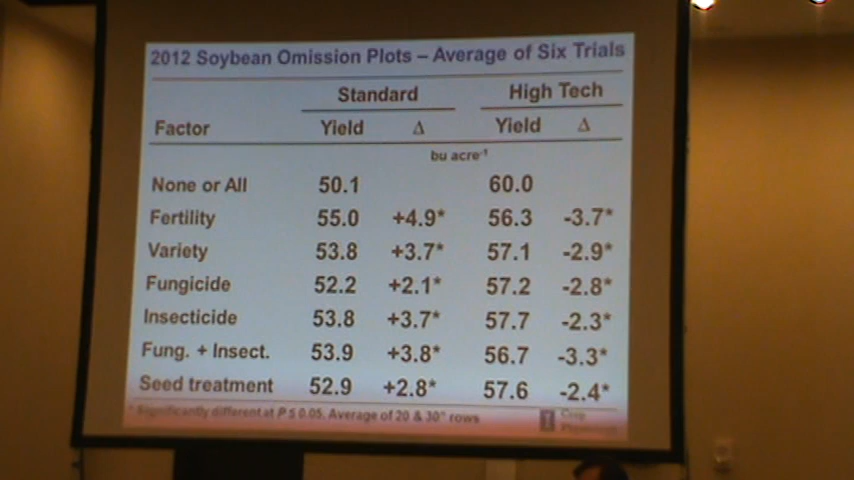 2012 Soybean Omission Plots – Average of Six Trials
Standard High Tech
Factor Yield Δ Yield Δ
bu acre⁻¹
None or All 50.1 60.0
Fertility 55.0 +4.9* 56.3 -3.7*
Variety 53.8 +3.7* 57.1 -2.9*
Fungicide 52.2 +2.1* 57.2 -2.8*
Insecticide 53.8 +3.7* 57.7 -2.3*
Fung. + Insect. 53.9 +3.8* 56.7 -3.3*
Seed treatment 52.9 +2.8* 57.6 -2.4*
* Significantly different at P ≤ 0.05. Average of 20 & 30" rows
I Crop